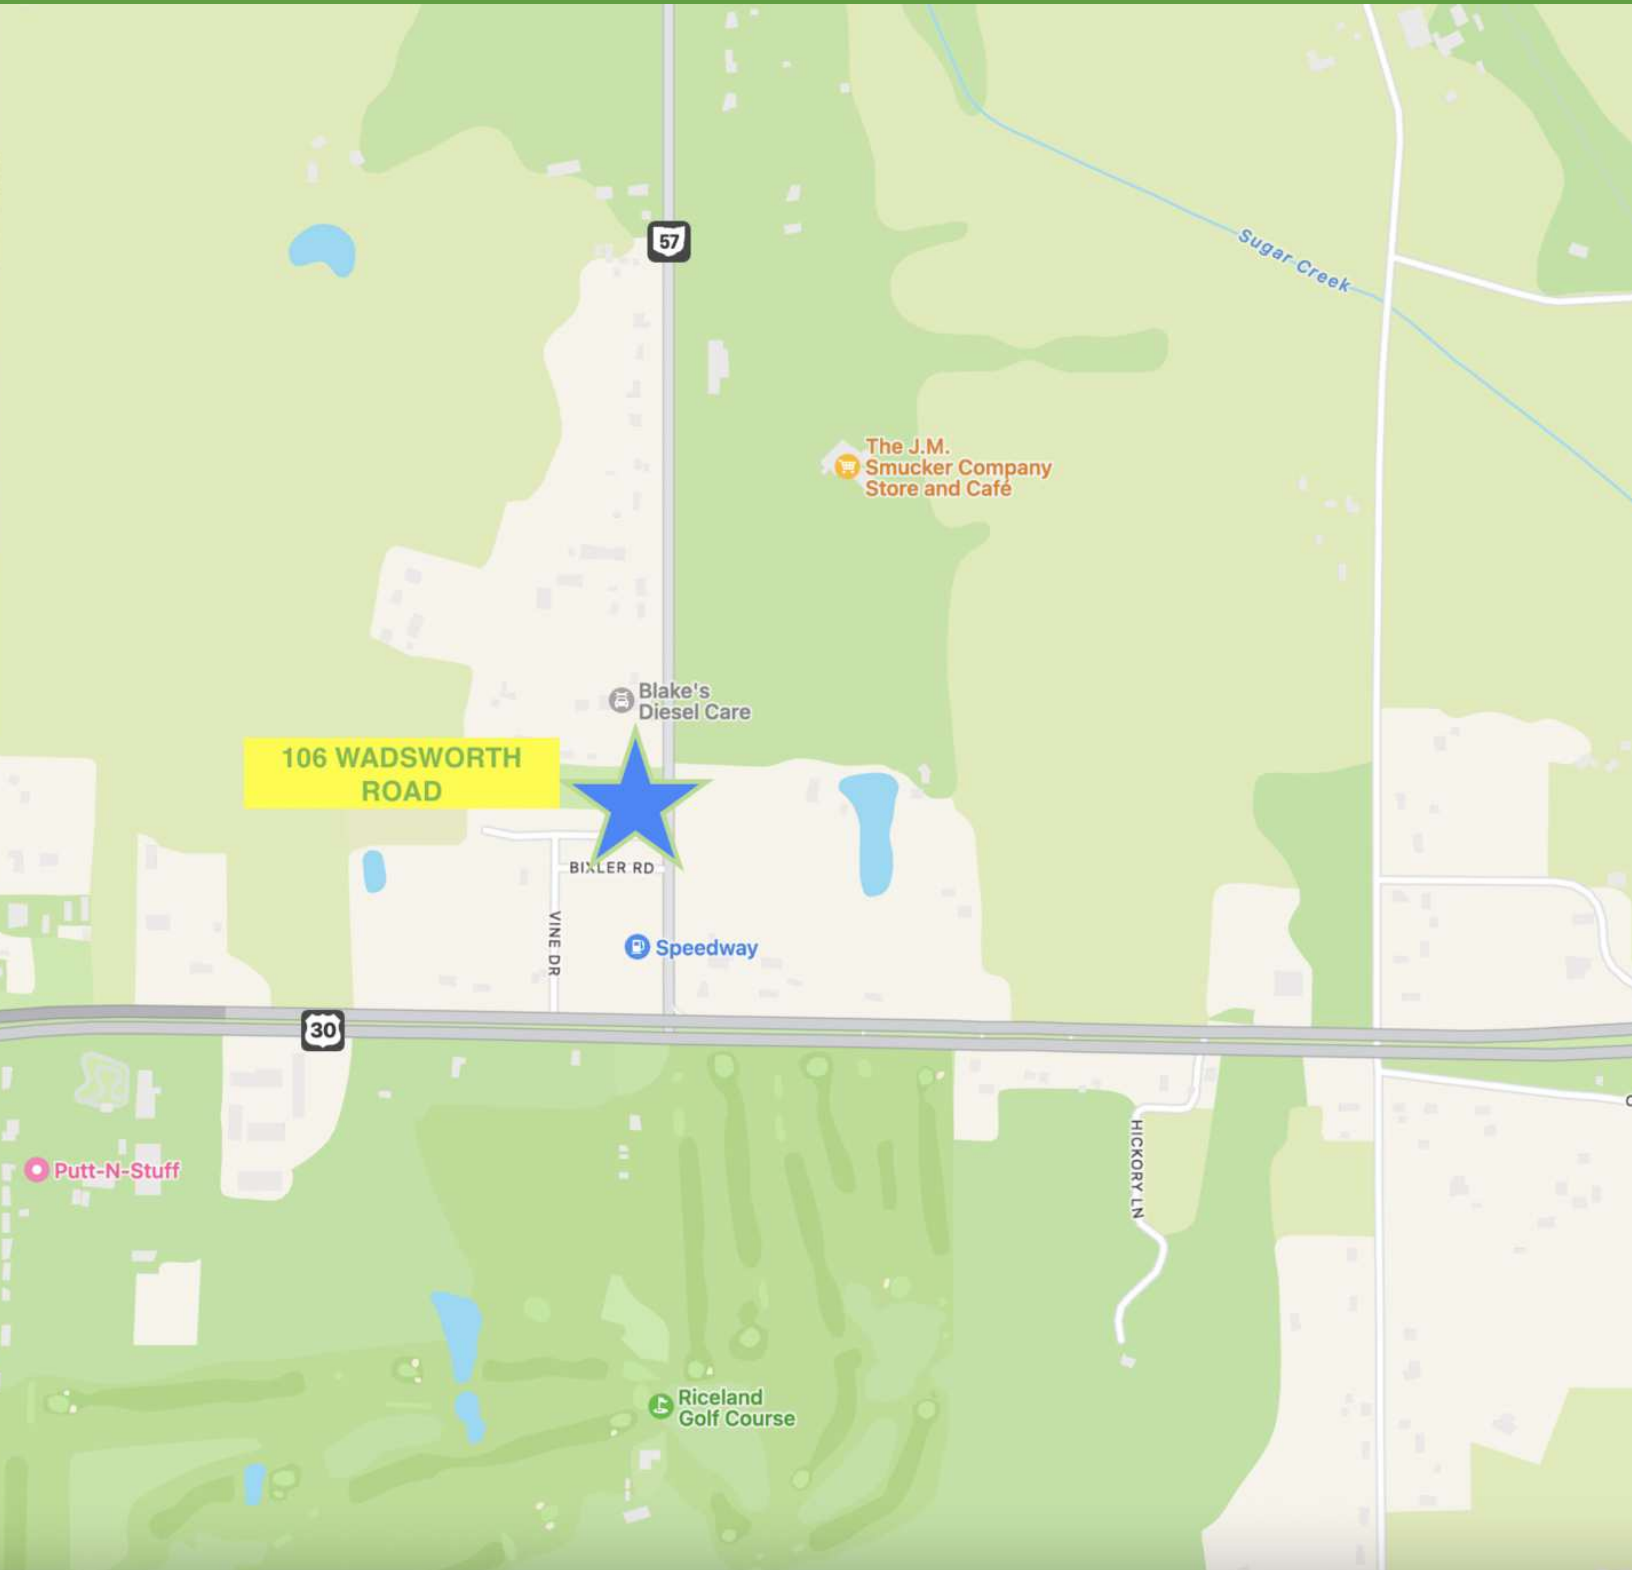 57
Sugar Creek
The J.M.
Smucker Company
Store and Café
Blake's
Diesel Care
106 WADSWORTH
ROAD
BIXLER RD
VINE DR
Speedway
30
HICKORY LN
Putt-N-Stuff
Riceland
Golf Course